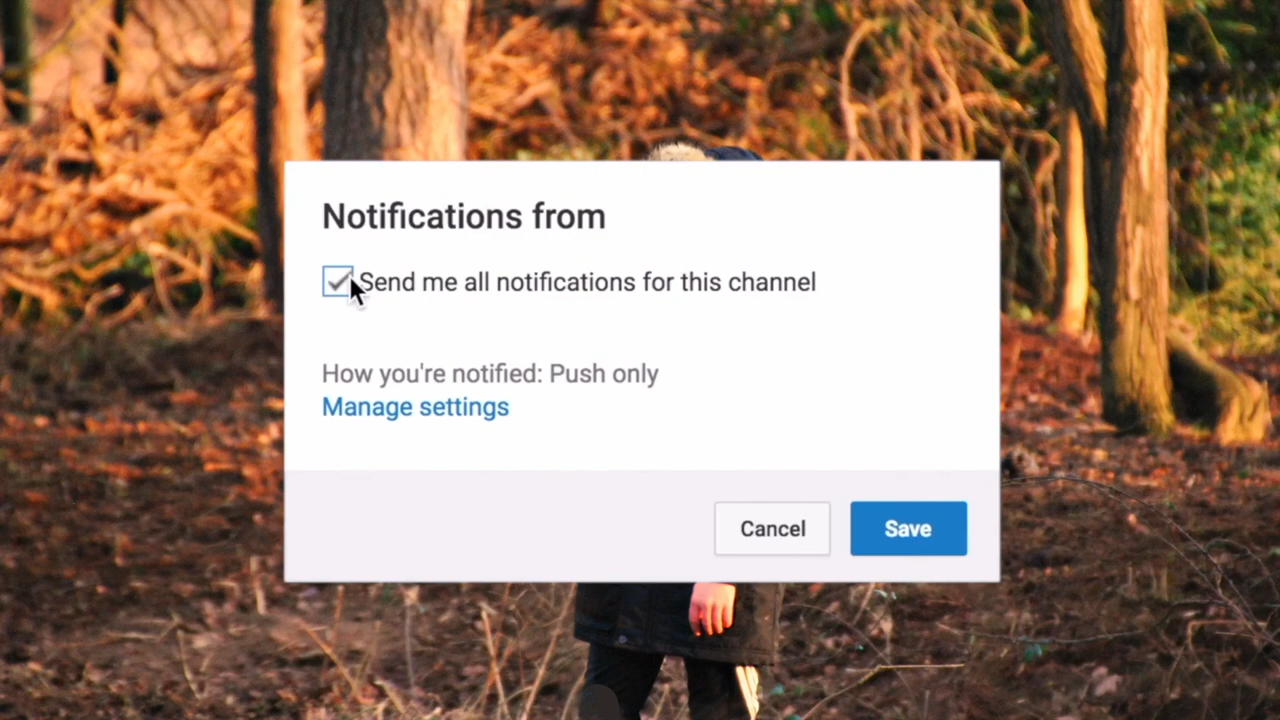 Notifications from
Send me all notifications for this channel
How you're notified: Push only
Manage settings
Cancel
Save